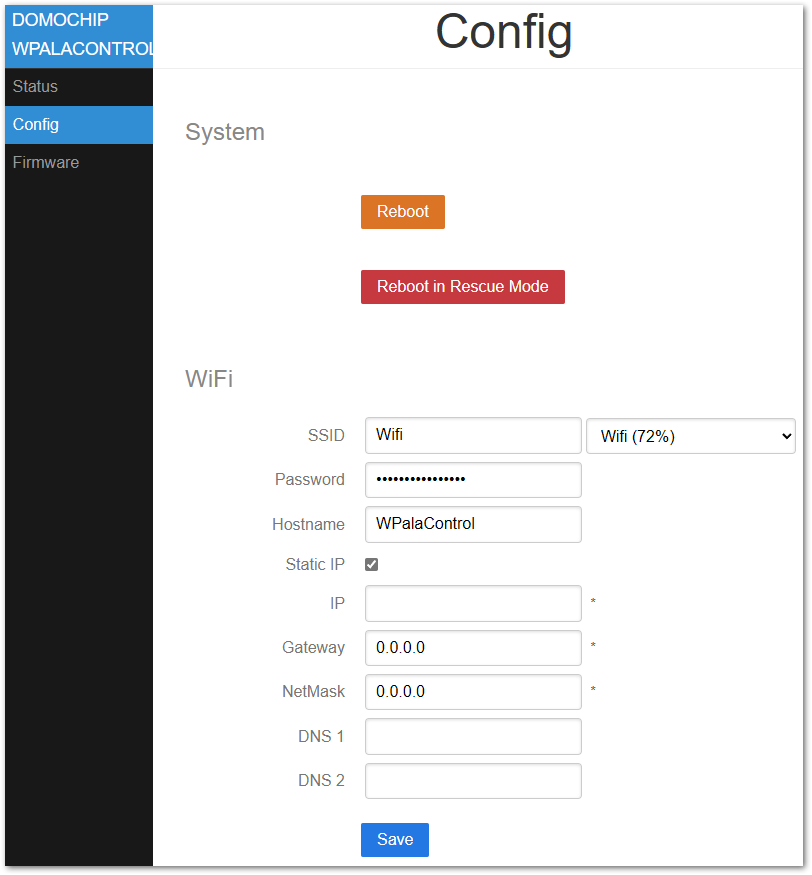 DOMOCHIP
WPALACONTROL
Config
Status
Config
Firmware
System
Reboot
Reboot in Rescue Mode
WiFi
SSID Wifi Wifi (72%)
Password ••••••••••••••••
Hostname WPalaControl
Static IP
IP *
Gateway 0.0.0.0 *
NetMask 0.0.0.0 *
DNS 1
DNS 2
Save